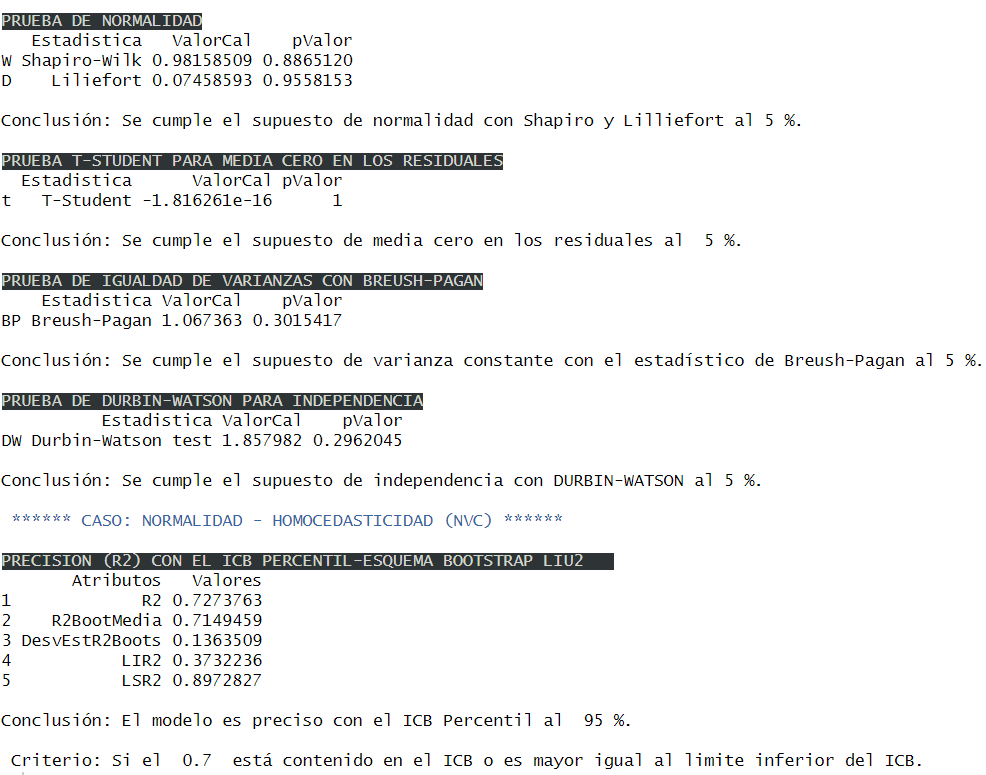 PRUEBA DE NORMALIDAD
Estadistica ValorCal pValor
W Shapiro-Wilk 0.98158509 0.8865120
D Liliefort 0.07458593 0.9558153
Conclusión: Se cumple el supuesto de normalidad con Shapiro y Lilliefort al 5 %.
PRUEBA T-STUDENT PARA MEDIA CERO EN LOS RESIDUALES
Estadistica ValorCal pValor
t T-Student -1.816261e-16 1
Conclusión: Se cumple el supuesto de media cero en los residuales al 5 %.
PRUEBA DE IGUALDAD DE VARIANZAS CON BREUSH-PAGAN
Estadistica ValorCal pValor
BP Breush-Pagan 1.067363 0.3015417
Conclusión: Se cumple el supuesto de varianza constante con el estadístico de Breush-Pagan al 5 %.
PRUEBA DE DURBIN-WATSON PARA INDEPENDENCIA
Estadistica ValorCal pValor
DW Durbin-Watson test 1.857982 0.2962045
Conclusión: Se cumple el supuesto de independencia con DURBIN-WATSON al 5 %.
****** CASO: NORMALIDAD - HOMOCEDASTICIDAD (NVC) ******
PRECISION (R2) CON EL ICB PERCENTIL-ESQUEMA BOOTSTRAP LIU2
Atributos Valores
1 R2 0.7273763
2 R2BootMedia 0.7149459
3 DesvEstR2Boots 0.1363509
4 LIR2 0.3732236
5 LSR2 0.8972827
Conclusión: El modelo es preciso con el ICB Percentil al 95 %.
Criterio: Si el 0.7 está contenido en el ICB o es mayor igual al limite inferior del ICB.